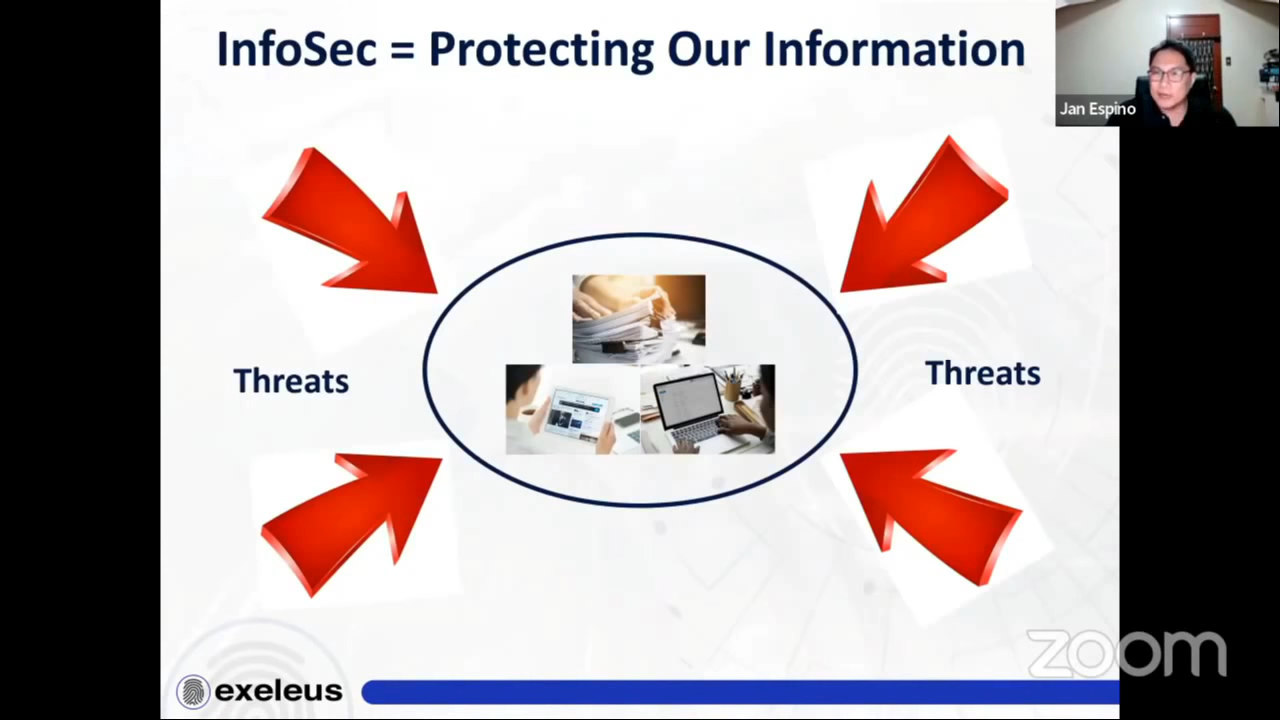 InfoSec = Protecting Our Information
Jan Espino
Threats
Threats
exeleus
zoom